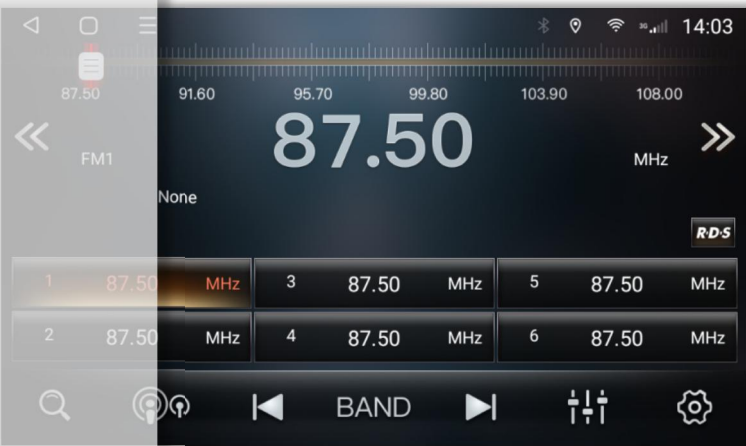 3G 14:03
87.50 91.60 95.70 99.80 103.90 108.00
87.50
FM1 MHz
None
R·D·S
1 87.50 MHz 3 87.50 MHz 5 87.50 MHz
2 87.50 MHz 4 87.50 MHz 6 87.50 MHz
BAND